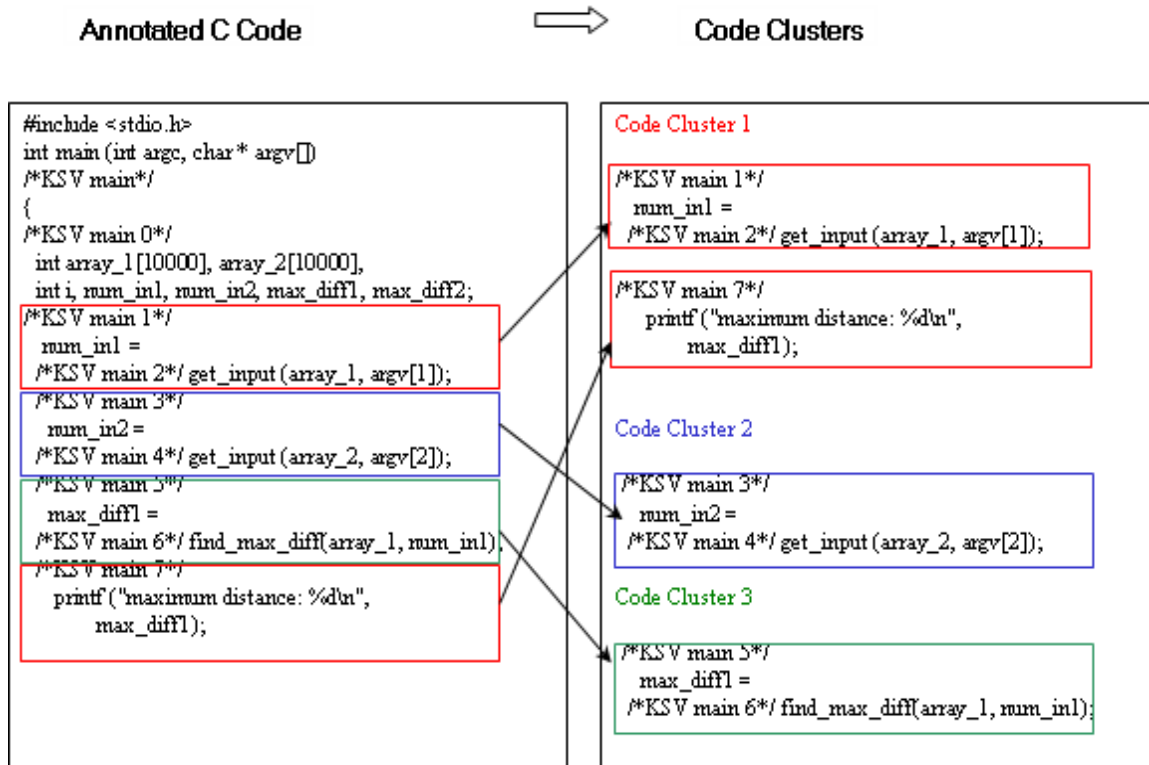 Annotated C Code
Code Clusters
#include <stdio.h>
int main (int argc, char* argv[])
/*KSV main*/
{
/*KSV main 0*/
int array_1[10000], array_2[10000],
int i, num_in1, num_in2, max_diff1, max_diff2;
/*KSV main 1*/
num_in1 =
/*KSV main 2*/ get_input (array_1, argv[1]);
/*KSV main 3*/
num_in2 =
/*KSV main 4*/ get_input (array_2, argv[2]);
/*KSV main 5*/
max_diff1 =
/*KSV main 6*/ find_max_diff(array_1, num_in1);
/*KSV main 7*/
printf ("maximum distance: %d\n",
max_diff1);
Code Cluster 1
/*KSV main 1*/
num_in1 =
/*KSV main 2*/ get_input (array_1, argv[1]);
/*KSV main 7*/
printf ("maximum distance: %d\n",
max_diff1);
Code Cluster 2
/*KSV main 3*/
num_in2 =
/*KSV main 4*/ get_input (array_2, argv[2]);
Code Cluster 3
/*KSV main 5*/
max_diff1 =
/*KSV main 6*/ find_max_diff(array_1, num_in1);